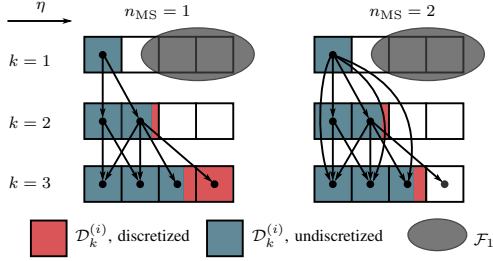 η n_MS = 1 n_MS = 2
k = 1
k = 2
k = 3
D_k^(i), discretized D_k^(i), undiscretized F_1